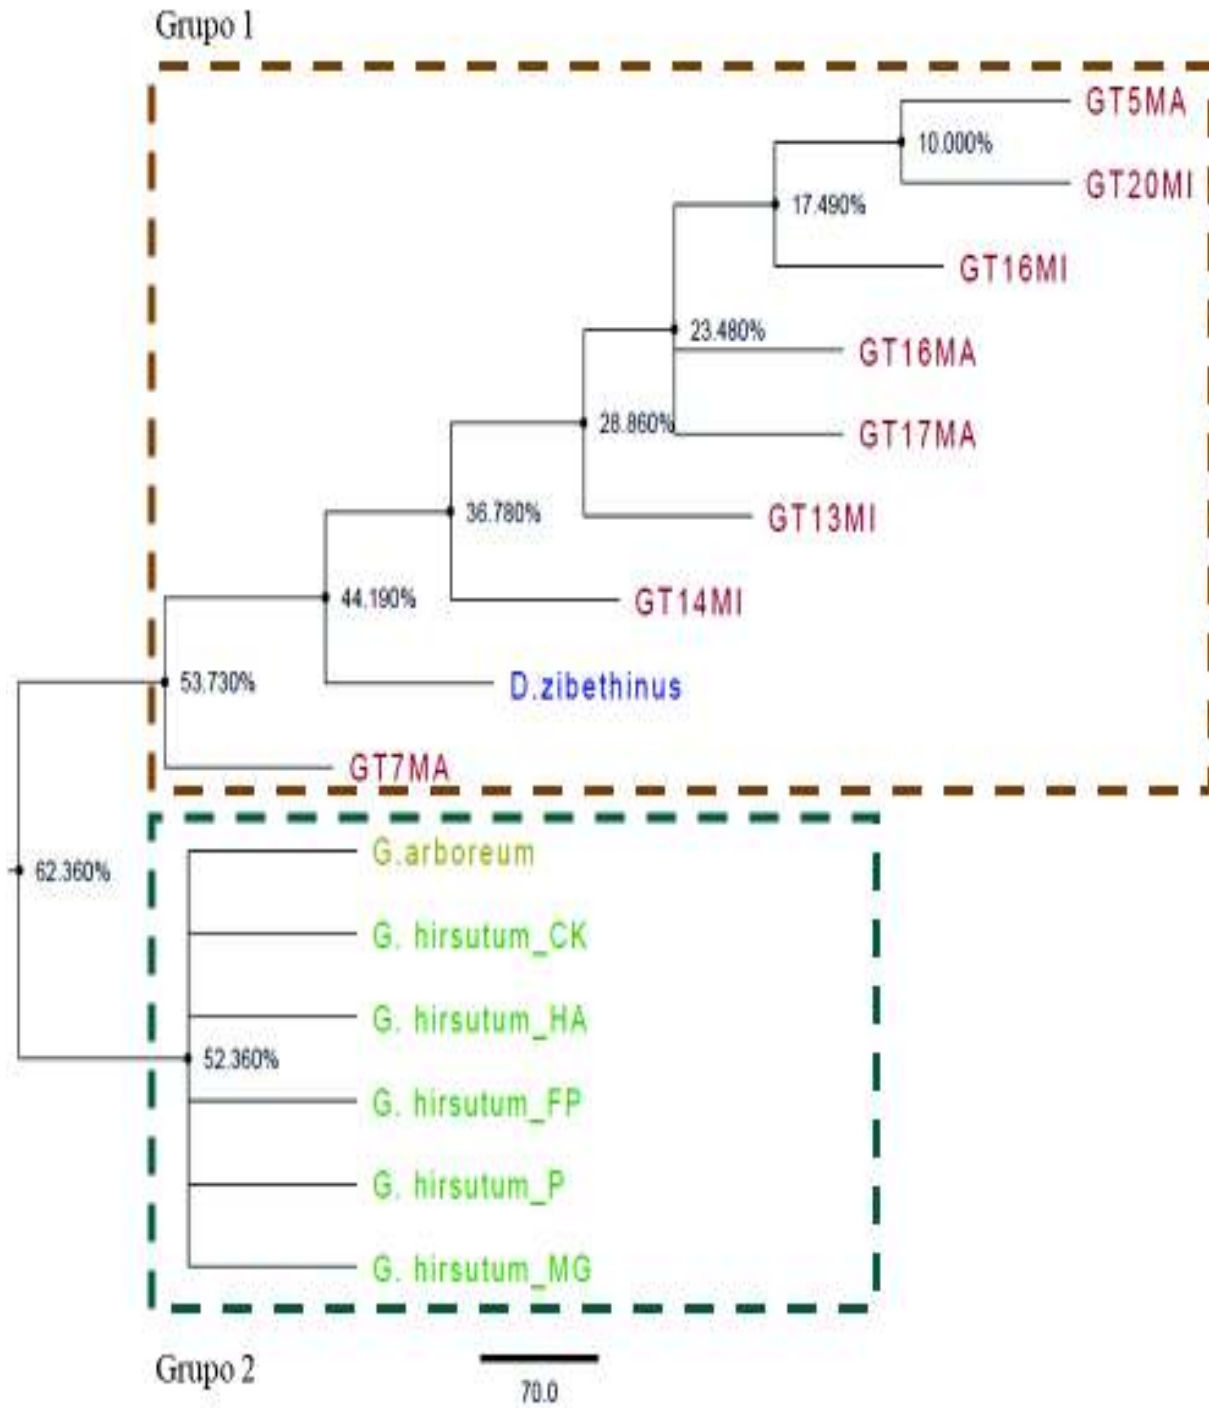 Grupo 1
GT5MA
10.000%
GT20MI
17.490%
GT16MI
23.480%
GT16MA
28.860%
GT17MA
36.780%
GT13MI
44.190%
GT14MI
53.730%
D.zibethinus
GT7MA
G.arboreum
62.360%
G. hirsutum_CK
G. hirsutum_HA
52.360%
G. hirsutum_FP
G. hirsutum_P
G. hirsutum_MG
Grupo 2
70.0